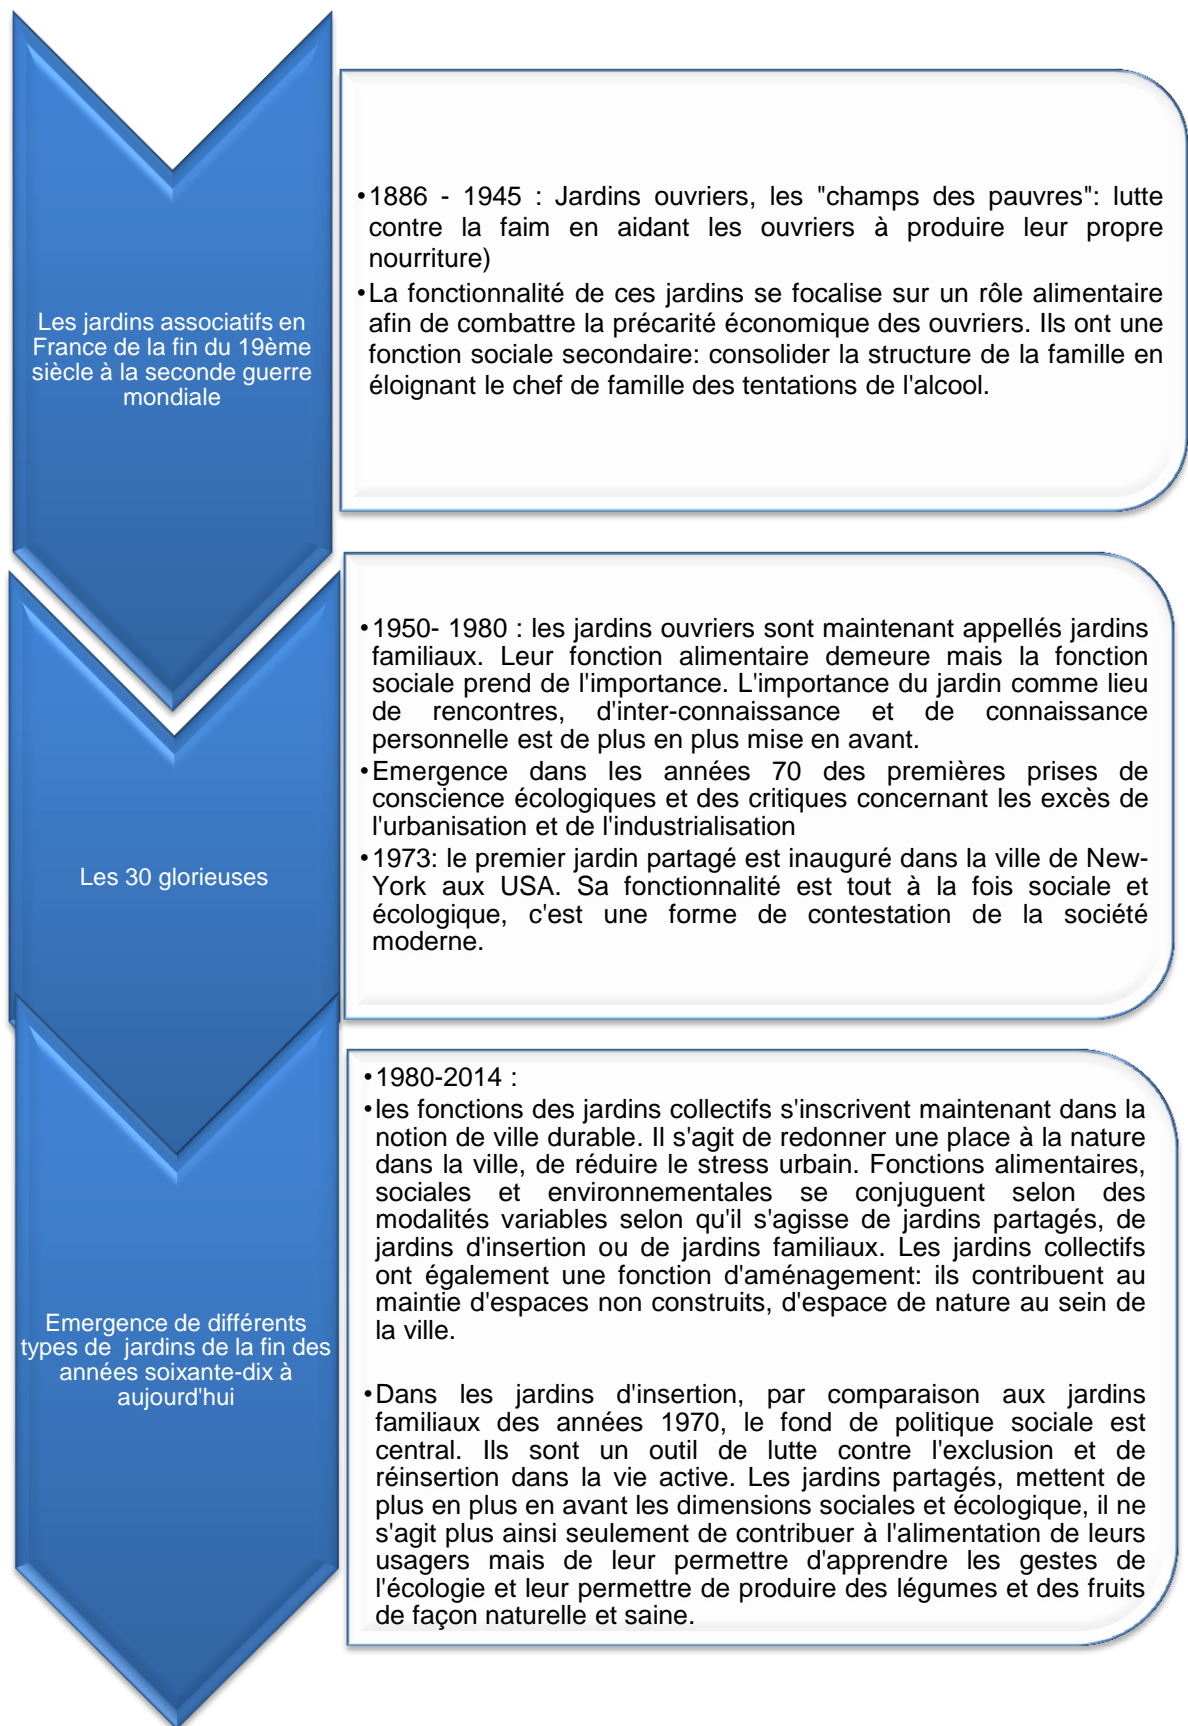 Les jardins associatifs en
France de la fin du 19ème
siècle à la seconde guerre
mondiale
•1886 - 1945 : Jardins ouvriers, les "champs des pauvres": lutte
contre la faim en aidant les ouvriers à produire leur propre
nourriture)
•La fonctionnalité de ces jardins se focalise sur un rôle alimentaire
afin de combattre la précarité économique des ouvriers. Ils ont une
fonction sociale secondaire: consolider la structure de la famille en
éloignant le chef de famille des tentations de l'alcool.
Les 30 glorieuses
•1950- 1980 : les jardins ouvriers sont maintenant appellés jardins
familiaux. Leur fonction alimentaire demeure mais la fonction
sociale prend de l'importance. L'importance du jardin comme lieu
de rencontres, d'inter-connaissance et de connaissance
personnelle est de plus en plus mise en avant.
•Emergence dans les années 70 des premières prises de
conscience écologiques et des critiques concernant les excès de
l'urbanisation et de l'industrialisation
•1973: le premier jardin partagé est inauguré dans la ville de New-
York aux USA. Sa fonctionnalité est tout à la fois sociale et
écologique, c'est une forme de contestation de la société
moderne.
Emergence de différents
types de jardins de la fin des
années soixante-dix à
aujourd'hui
•1980-2014 :
•les fonctions des jardins collectifs s'inscrivent maintenant dans la
notion de ville durable. Il s'agit de redonner une place à la nature
dans la ville, de réduire le stress urbain. Fonctions alimentaires,
sociales et environnementales se conjuguent selon des
modalités variables selon qu'il s'agisse de jardins partagés, de
jardins d'insertion ou de jardins familiaux. Les jardins collectifs
ont également une fonction d'aménagement: ils contribuent au
maintie d'espaces non construits, d'espace de nature au sein de
la ville.
•Dans les jardins d'insertion, par comparaison aux jardins
familiaux des années 1970, le fond de politique sociale est
central. Ils sont un outil de lutte contre l'exclusion et de
réinsertion dans la vie active. Les jardins partagés, mettent de
plus en plus en avant les dimensions sociales et écologique, il ne
s'agit plus ainsi seulement de contribuer à l'alimentation de leurs
usagers mais de leur permettre d'apprendre les gestes de
l'écologie et leur permettre de produire des légumes et des fruits
de façon naturelle et saine.